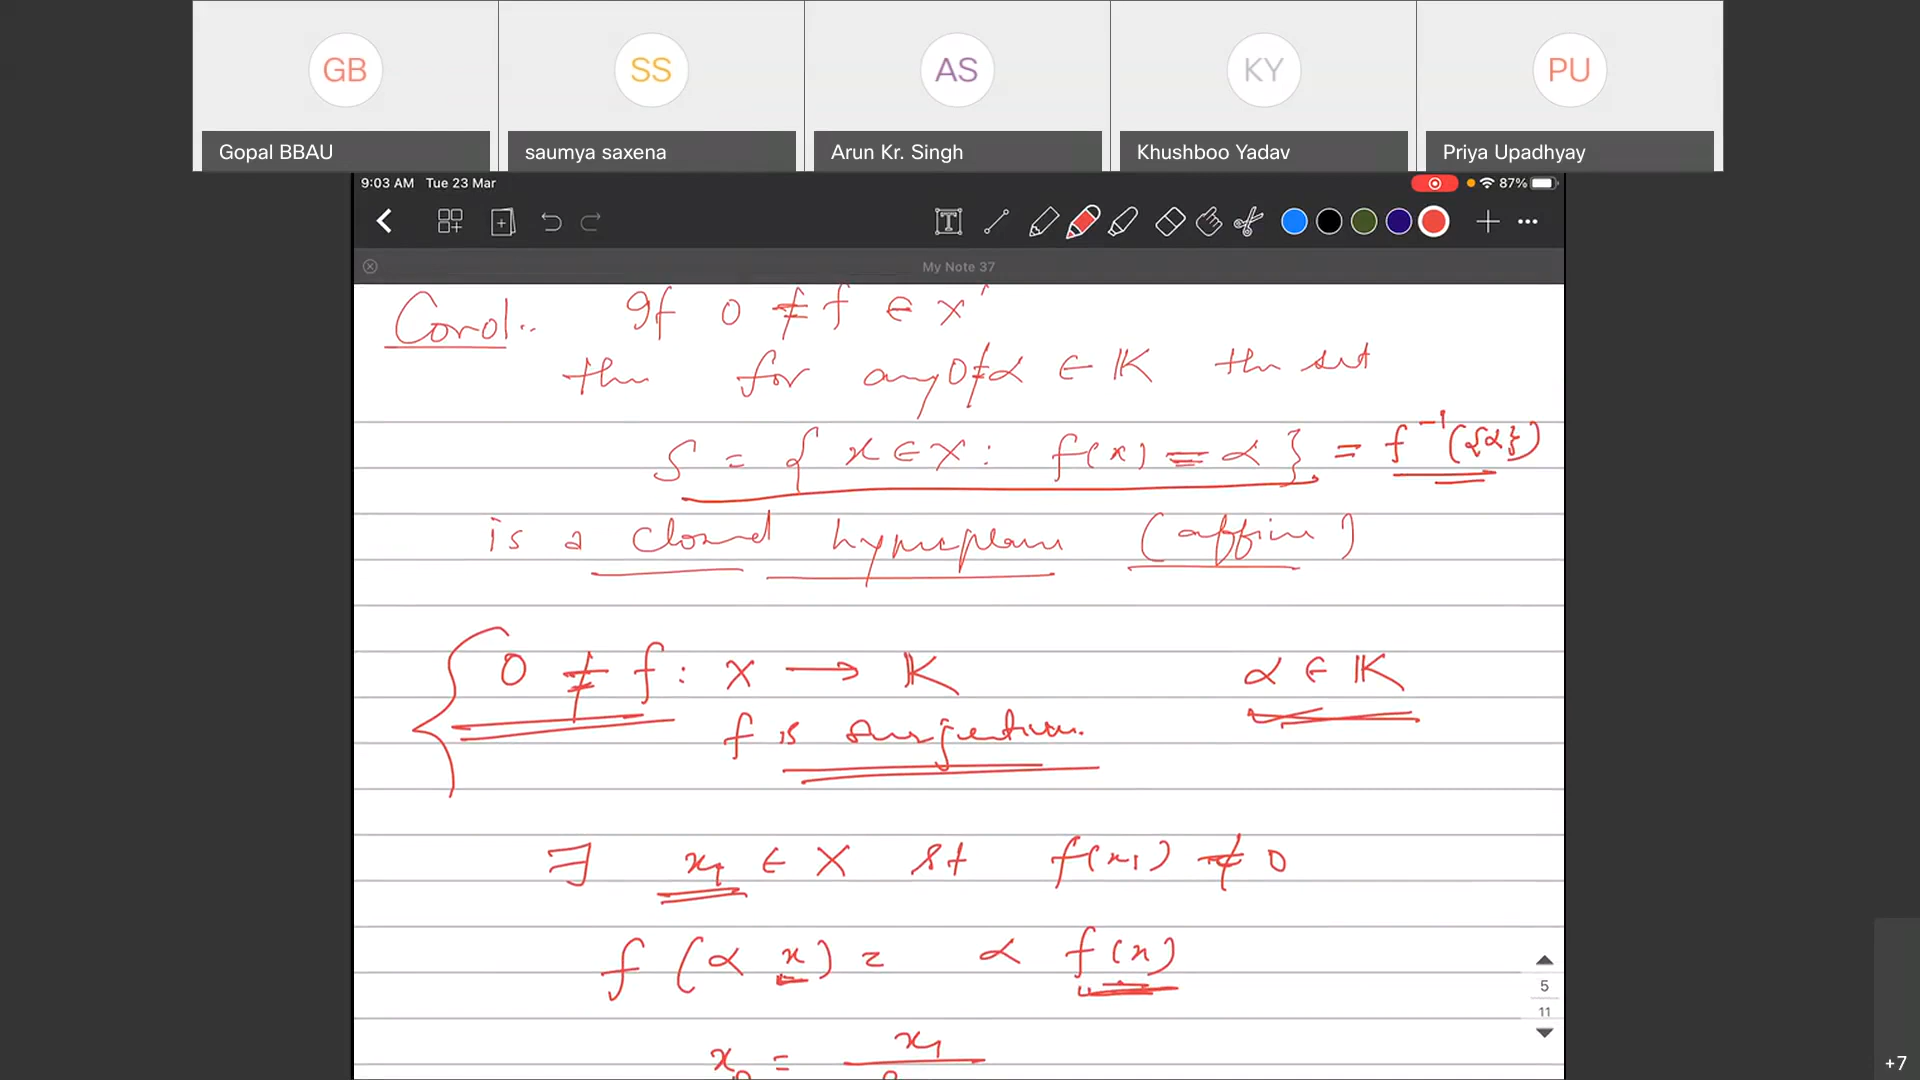 GB SS AS KY PU
Gopal BBAU saumya saxena Arun Kr. Singh Khushboo Yadav Priya Upadhyay
9:03 AM Tue 23 Mar 87%
My Note 37
Corol.. If 0 ≠ f ∈ X'
then for any 0 ≠ α ∈ 𝕂 the set
S = { x ∈ X : f(x) = α } = f⁻¹({α})
is a closed hyperplane (affine)
0 ≠ f : X → 𝕂 α ∈ 𝕂
f is surjective.
∃ x₁ ∈ X st f(x₁) ≠ 0
f (α x) = α f(x)
x₀ = x₁
5
11
+7